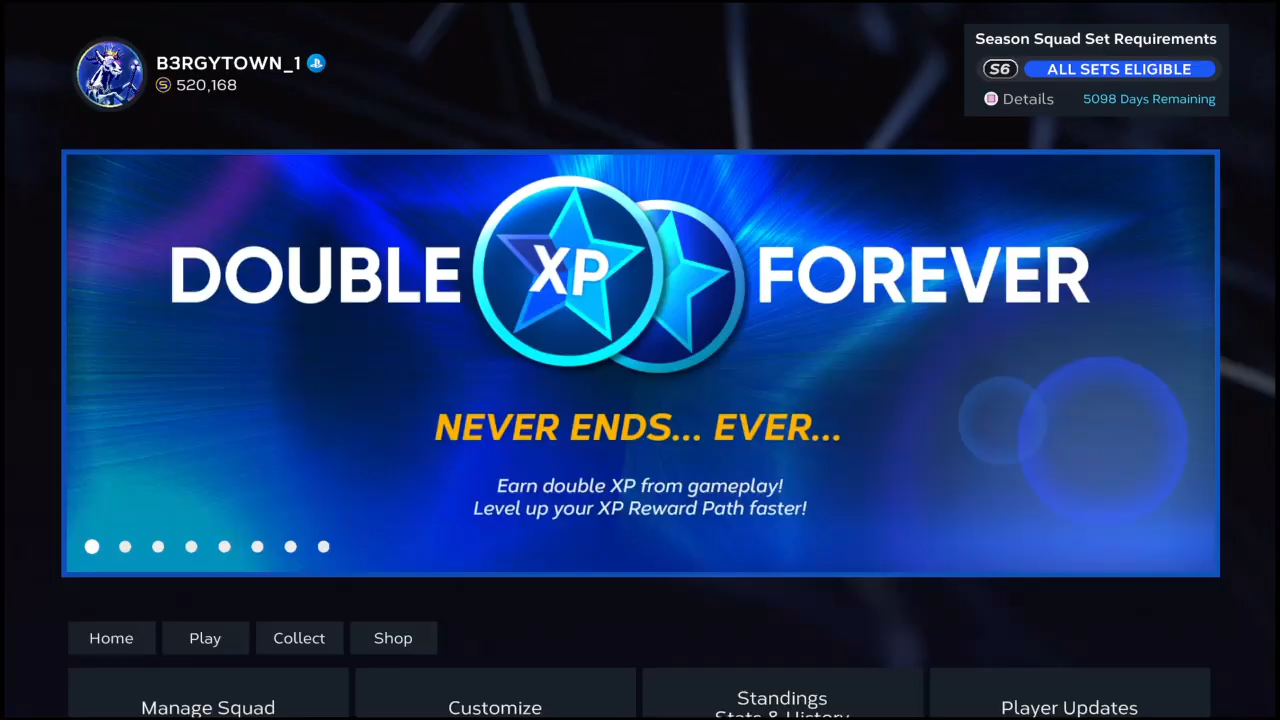 B3RGYTOWN_1
520,168
Season Squad Set Requirements
S6 ALL SETS ELIGIBLE
Details 5098 Days Remaining
DOUBLE XP FOREVER
NEVER ENDS... EVER...
Earn double XP from gameplay!
Level up your XP Reward Path faster!
Home Play Collect Shop
Manage Squad Customize Standings Player Updates
Stats & History